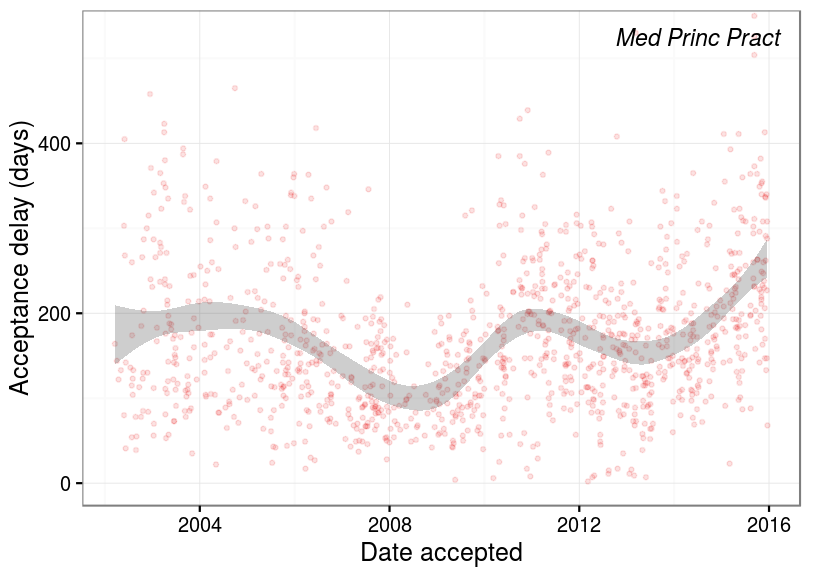 Med Princ Pract
Acceptance delay (days)
400
200
0
2004 2008 2012 2016
Date accepted